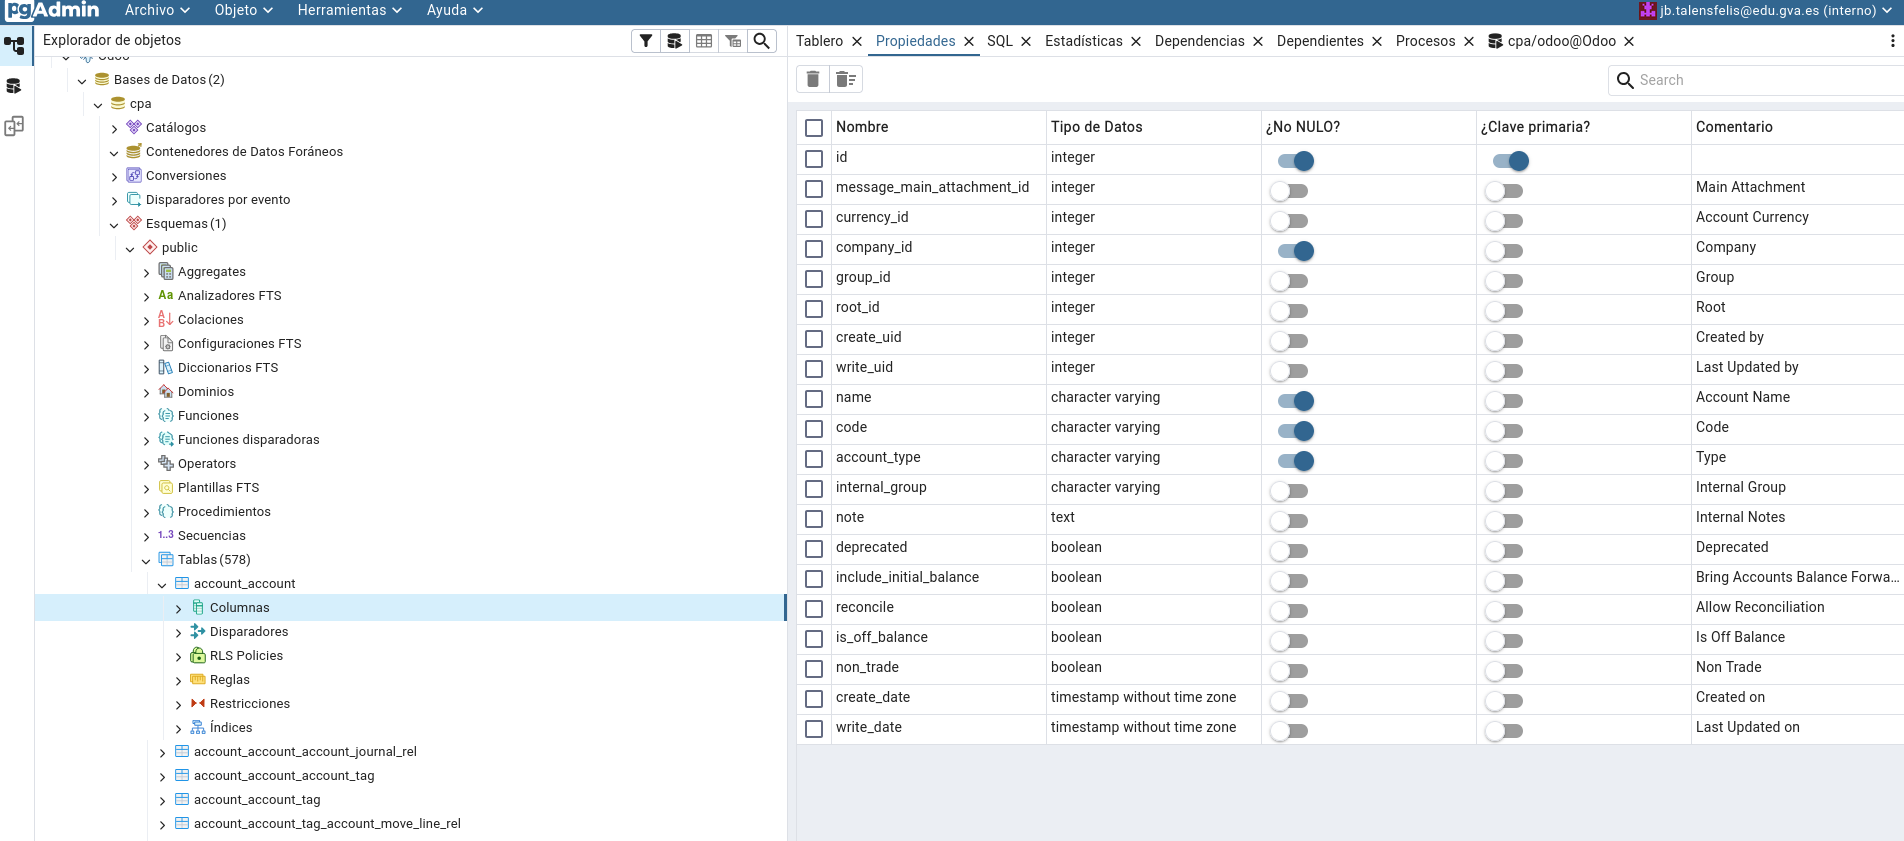 pgAdmin Archivo Objeto Herramientas Ayuda jb.talensfelis@edu.gva.es (interno)
Explorador de objetos
Tablero Propiedades SQL Estadísticas Dependencias Dependientes Procesos cpa/odoo@Odoo
Search
Odoo
Bases de Datos (2)
cpa
Catálogos
Contenedores de Datos Foráneos
Conversiones
Disparadores por evento
Esquemas (1)
public
Aggregates
Analizadores FTS
Colaciones
Configuraciones FTS
Diccionarios FTS
Dominios
Funciones
Funciones disparadoras
Operators
Plantillas FTS
Procedimientos
1..3 Secuencias
Tablas (578)
account_account
Columnas
Disparadores
RLS Policies
Reglas
Restricciones
Índices
account_account_account_journal_rel
account_account_account_tag
account_account_tag
account_account_tag_account_move_line_rel
Nombre Tipo de Datos ¿No NULO? ¿Clave primaria? Comentario
id integer
message_main_attachment_id integer Main Attachment
currency_id integer Account Currency
company_id integer Company
group_id integer Group
root_id integer Root
create_uid integer Created by
write_uid integer Last Updated by
name character varying Account Name
code character varying Code
account_type character varying Type
internal_group character varying Internal Group
note text Internal Notes
deprecated boolean Deprecated
include_initial_balance boolean Bring Accounts Balance Forwa…
reconcile boolean Allow Reconciliation
is_off_balance boolean Is Off Balance
non_trade boolean Non Trade
create_date timestamp without time zone Created on
write_date timestamp without time zone Last Updated on